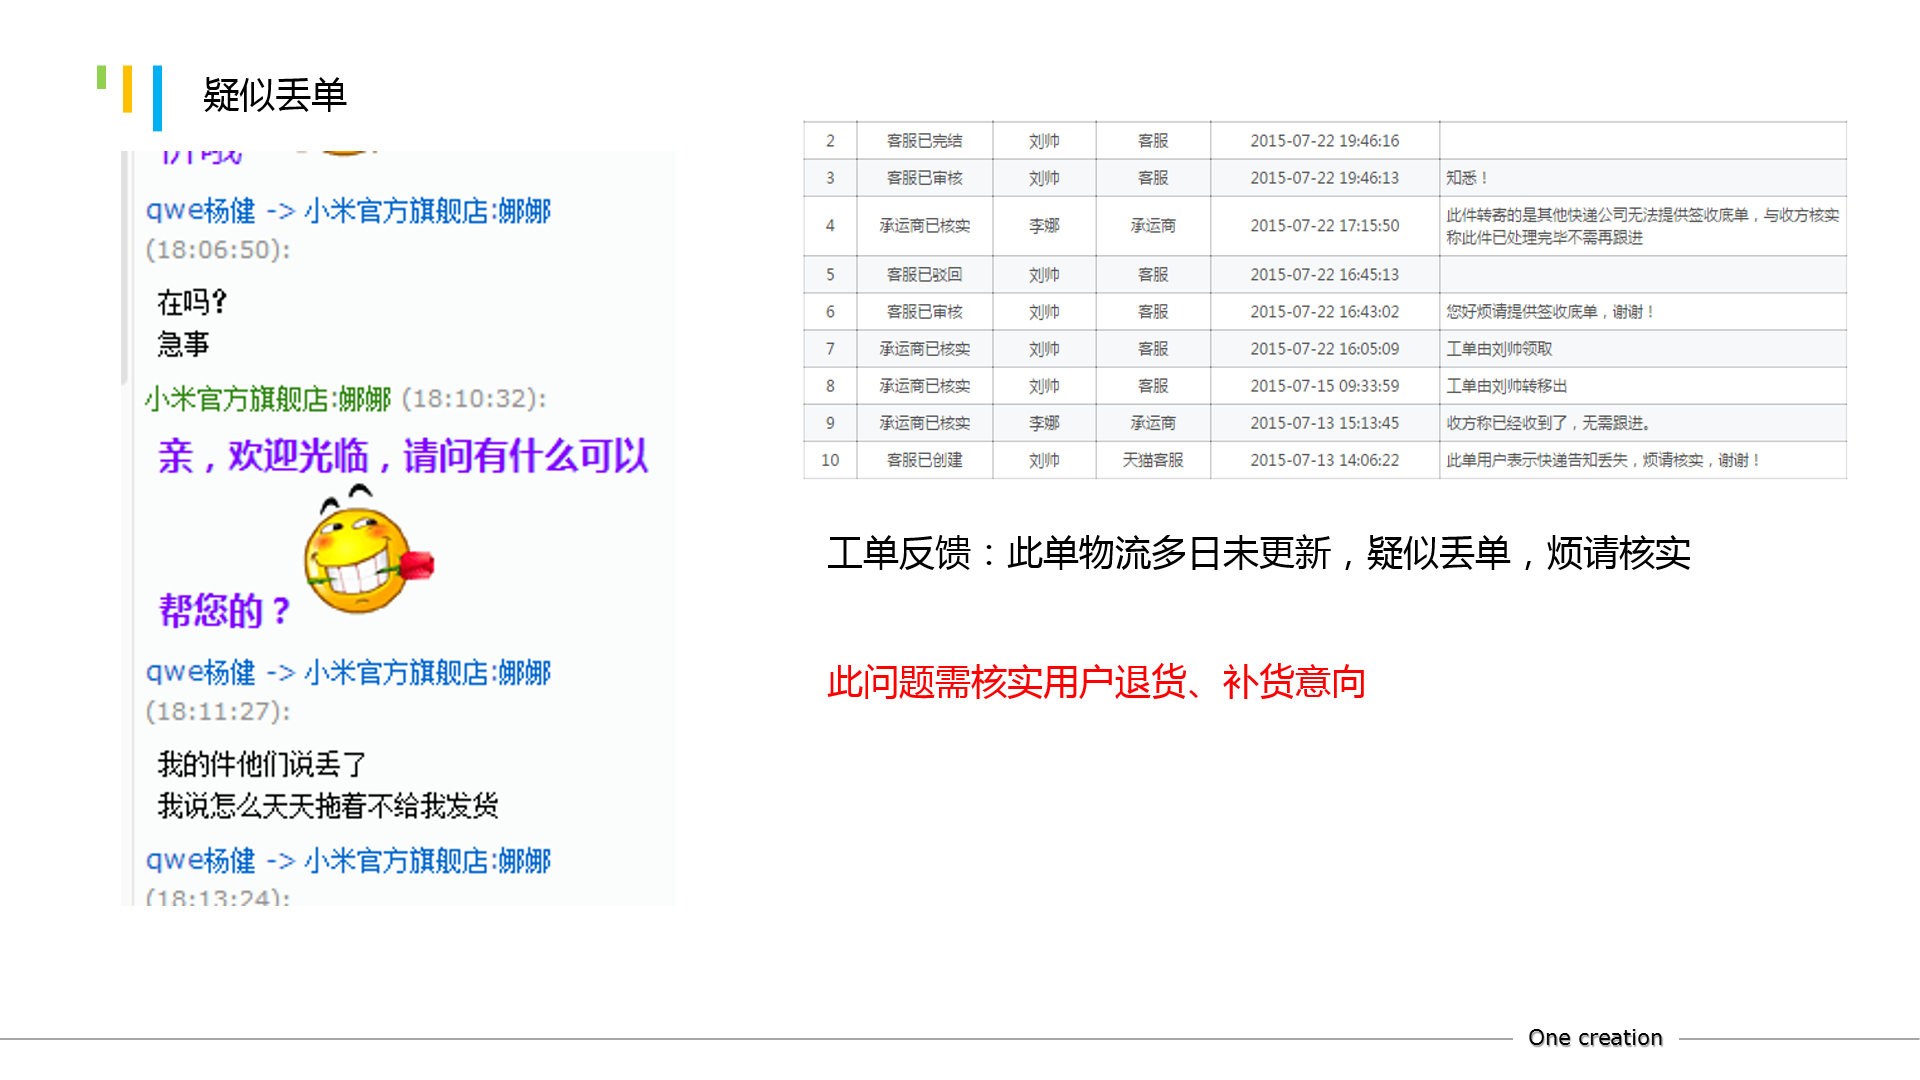 疑似丢单
qwe杨健 -> 小米官方旗舰店:娜娜
(18:06:50):
在吗?
急事
小米官方旗舰店:娜娜 (18:10:32):
亲，欢迎光临，请问有什么可以
帮您的？
qwe杨健 -> 小米官方旗舰店:娜娜
(18:11:27):
我的件他们说丢了
我说怎么天天拖着不给我发货
qwe杨健 -> 小米官方旗舰店:娜娜
(18:13:24):
2 客服已完结 刘帅 客服 2015-07-22 19:46:16
3 客服已审核 刘帅 客服 2015-07-22 19:46:13 知悉！
4 承运商已核实 李娜 承运商 2015-07-22 17:15:50 此件转寄的是其他快递公司无法提供签收底单，与收方核实
称此件已处理完毕不需再跟进
5 客服已驳回 刘帅 客服 2015-07-22 16:45:13
6 客服已审核 刘帅 客服 2015-07-22 16:43:02 您好烦请提供签收底单，谢谢！
7 承运商已核实 刘帅 客服 2015-07-22 16:05:09 工单由刘帅领取
8 承运商已核实 刘帅 客服 2015-07-15 09:33:59 工单由刘帅转移出
9 承运商已核实 李娜 承运商 2015-07-13 15:13:45 收方称已经收到了，无需跟进。
10 客服已创建 刘帅 天猫客服 2015-07-13 14:06:22 此单用户表示快递告知丢失，烦请核实，谢谢！
工单反馈：此单物流多日未更新，疑似丢单，烦请核实
此问题需核实用户退货、补货意向
One creation